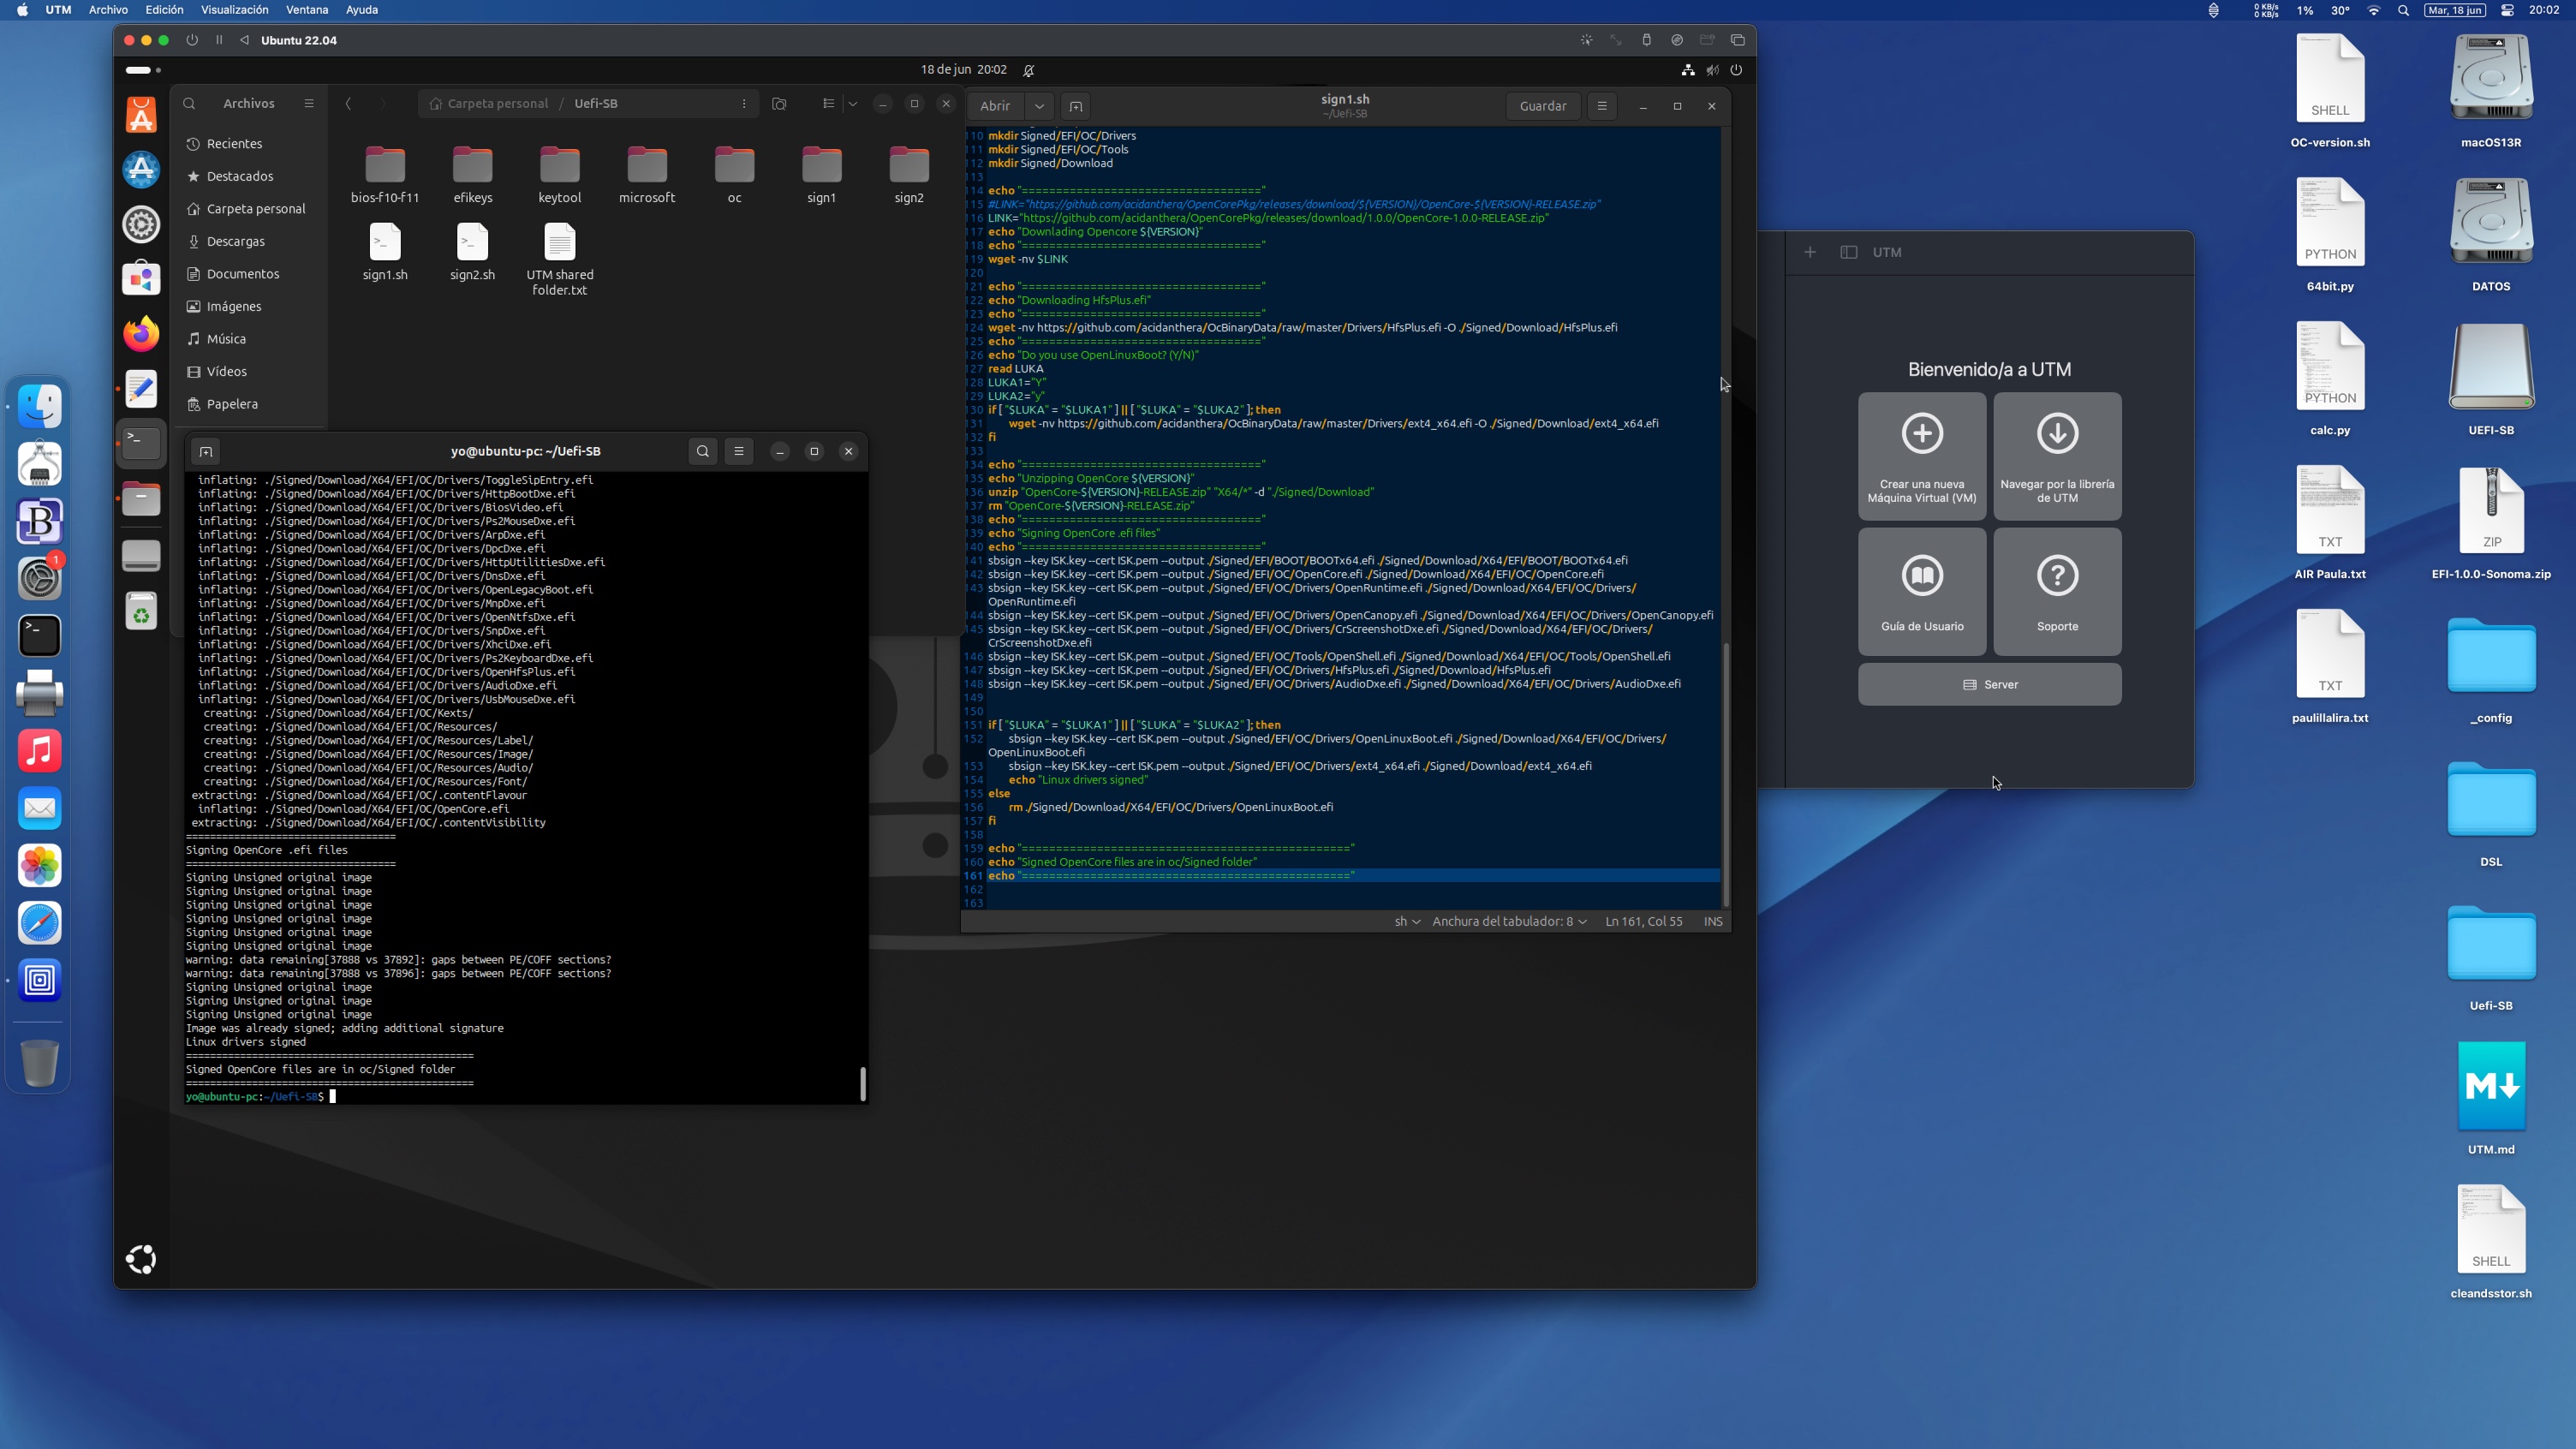 UTM Archivo Edición Visualización Ventana Ayuda
0 KB/s
0 KB/s
1% 30° Mar, 18 jun 20:02
Ubuntu 22.04
18 de jun 20:02
Archivos
Carpeta personal / Uefi-SB
Recientes
Destacados
Carpeta personal
Descargas
Documentos
Imágenes
Música
Vídeos
Papelera
bios-f10-f11 efikeys keytool microsoft oc sign1 sign2
sign1.sh sign2.sh UTM shared
folder.txt
yo@ubuntu-pc: ~/Uefi-SB
inflating: ./Signed/Download/X64/EFI/OC/Drivers/ToggleSipEntry.efi
inflating: ./Signed/Download/X64/EFI/OC/Drivers/HttpBootDxe.efi
inflating: ./Signed/Download/X64/EFI/OC/Drivers/BiosVideo.efi
inflating: ./Signed/Download/X64/EFI/OC/Drivers/Ps2MouseDxe.efi
inflating: ./Signed/Download/X64/EFI/OC/Drivers/ArpDxe.efi
inflating: ./Signed/Download/X64/EFI/OC/Drivers/DpcDxe.efi
inflating: ./Signed/Download/X64/EFI/OC/Drivers/HttpUtilitiesDxe.efi
inflating: ./Signed/Download/X64/EFI/OC/Drivers/DnsDxe.efi
inflating: ./Signed/Download/X64/EFI/OC/Drivers/OpenLegacyBoot.efi
inflating: ./Signed/Download/X64/EFI/OC/Drivers/MnpDxe.efi
inflating: ./Signed/Download/X64/EFI/OC/Drivers/OpenNtfsDxe.efi
inflating: ./Signed/Download/X64/EFI/OC/Drivers/SnpDxe.efi
inflating: ./Signed/Download/X64/EFI/OC/Drivers/XhciDxe.efi
inflating: ./Signed/Download/X64/EFI/OC/Drivers/Ps2KeyboardDxe.efi
inflating: ./Signed/Download/X64/EFI/OC/Drivers/OpenHfsPlus.efi
inflating: ./Signed/Download/X64/EFI/OC/Drivers/AudioDxe.efi
inflating: ./Signed/Download/X64/EFI/OC/Drivers/UsbMouseDxe.efi
creating: ./Signed/Download/X64/EFI/OC/Kexts/
creating: ./Signed/Download/X64/EFI/OC/Resources/
creating: ./Signed/Download/X64/EFI/OC/Resources/Label/
creating: ./Signed/Download/X64/EFI/OC/Resources/Image/
creating: ./Signed/Download/X64/EFI/OC/Resources/Audio/
creating: ./Signed/Download/X64/EFI/OC/Resources/Font/
extracting: ./Signed/Download/X64/EFI/OC/.contentFlavour
inflating: ./Signed/Download/X64/EFI/OC/OpenCore.efi
extracting: ./Signed/Download/X64/EFI/OC/.contentVisibility
===================================
Signing OpenCore .efi files
===================================
Signing Unsigned original image
Signing Unsigned original image
Signing Unsigned original image
Signing Unsigned original image
Signing Unsigned original image
Signing Unsigned original image
warning: data remaining[37888 vs 37892]: gaps between PE/COFF sections?
warning: data remaining[37888 vs 37896]: gaps between PE/COFF sections?
Signing Unsigned original image
Signing Unsigned original image
Signing Unsigned original image
Image was already signed; adding additional signature
Linux drivers signed
================================================
Signed OpenCore files are in oc/Signed folder
================================================
yo@ubuntu-pc:~/Uefi-SB$
Abrir sign1.sh Guardar
~/Uefi-SB
110 mkdir Signed/EFI/OC/Drivers
111 mkdir Signed/EFI/OC/Tools
112 mkdir Signed/Download
113
114 echo "==================================="
115 #LINK="https://github.com/acidanthera/OpenCorePkg/releases/download/${VERSION}/OpenCore-${VERSION}-RELEASE.zip"
116 LINK="https://github.com/acidanthera/OpenCorePkg/releases/download/1.0.0/OpenCore-1.0.0-RELEASE.zip"
117 echo "Downlading Opencore ${VERSION}"
118 echo "==================================="
119 wget -nv $LINK
120
121 echo "==================================="
122 echo "Downloading HfsPlus.efi"
123 echo "==================================="
124 wget -nv https://github.com/acidanthera/OcBinaryData/raw/master/Drivers/HfsPlus.efi -O ./Signed/Download/HfsPlus.efi
125 echo "==================================="
126 echo "Do you use OpenLinuxBoot? (Y/N)"
127 read LUKA
128 LUKA1="Y"
129 LUKA2="y"
130 if [ "$LUKA" = "$LUKA1" ] || [ "$LUKA" = "$LUKA2" ]; then
131 wget -nv https://github.com/acidanthera/OcBinaryData/raw/master/Drivers/ext4_x64.efi -O ./Signed/Download/ext4_x64.efi
132 fi
133
134 echo "==================================="
135 echo "Unzipping OpenCore ${VERSION}"
136 unzip "OpenCore-${VERSION}-RELEASE.zip" "X64/*" -d "./Signed/Download"
137 rm "OpenCore-${VERSION}-RELEASE.zip"
138 echo "==================================="
139 echo "Signing OpenCore .efi files"
140 echo "==================================="
141 sbsign --key ISK.key --cert ISK.pem --output ./Signed/EFI/BOOT/BOOTx64.efi ./Signed/Download/X64/EFI/BOOT/BOOTx64.efi
142 sbsign --key ISK.key --cert ISK.pem --output ./Signed/EFI/OC/OpenCore.efi ./Signed/Download/X64/EFI/OC/OpenCore.efi
143 sbsign --key ISK.key --cert ISK.pem --output ./Signed/EFI/OC/Drivers/OpenRuntime.efi ./Signed/Download/X64/EFI/OC/Drivers/
OpenRuntime.efi
144 sbsign --key ISK.key --cert ISK.pem --output ./Signed/EFI/OC/Drivers/OpenCanopy.efi ./Signed/Download/X64/EFI/OC/Drivers/OpenCanopy.efi
145 sbsign --key ISK.key --cert ISK.pem --output ./Signed/EFI/OC/Drivers/CrScreenshotDxe.efi ./Signed/Download/X64/EFI/OC/Drivers/
CrScreenshotDxe.efi
146 sbsign --key ISK.key --cert ISK.pem --output ./Signed/EFI/OC/Tools/OpenShell.efi ./Signed/Download/X64/EFI/OC/Tools/OpenShell.efi
147 sbsign --key ISK.key --cert ISK.pem --output ./Signed/EFI/OC/Drivers/HfsPlus.efi ./Signed/Download/HfsPlus.efi
148 sbsign --key ISK.key --cert ISK.pem --output ./Signed/EFI/OC/Drivers/AudioDxe.efi ./Signed/Download/X64/EFI/OC/Drivers/AudioDxe.efi
149
150
151 if [ "$LUKA" = "$LUKA1" ] || [ "$LUKA" = "$LUKA2" ]; then
152 sbsign --key ISK.key --cert ISK.pem --output ./Signed/EFI/OC/Drivers/OpenLinuxBoot.efi ./Signed/Download/X64/EFI/OC/Drivers/
OpenLinuxBoot.efi
153 sbsign --key ISK.key --cert ISK.pem --output ./Signed/EFI/OC/Drivers/ext4_x64.efi ./Signed/Download/ext4_x64.efi
154 echo "Linux drivers signed"
155 else
156 rm ./Signed/Download/X64/EFI/OC/Drivers/OpenLinuxBoot.efi
157 fi
158
159 echo "================================================"
160 echo "Signed OpenCore files are in oc/Signed folder"
161 echo "================================================"
162
163
sh Anchura del tabulador: 8 Ln 161, Col 55 INS
UTM
Bienvenido/a a UTM
Crear una nueva
Máquina Virtual (VM)
Navegar por la librería
de UTM
Guía de Usuario
Soporte
Server
SHELL
OC-version.sh
macOS13R
PYTHON
64bit.py
DATOS
PYTHON
calc.py
UEFI-SB
TXT
AIR Paula.txt
ZIP
EFI-1.0.0-Sonoma.zip
TXT
paulillalira.txt
_config
DSL
Uefi-SB
M
UTM.md
SHELL
cleandsstor.sh
B
1